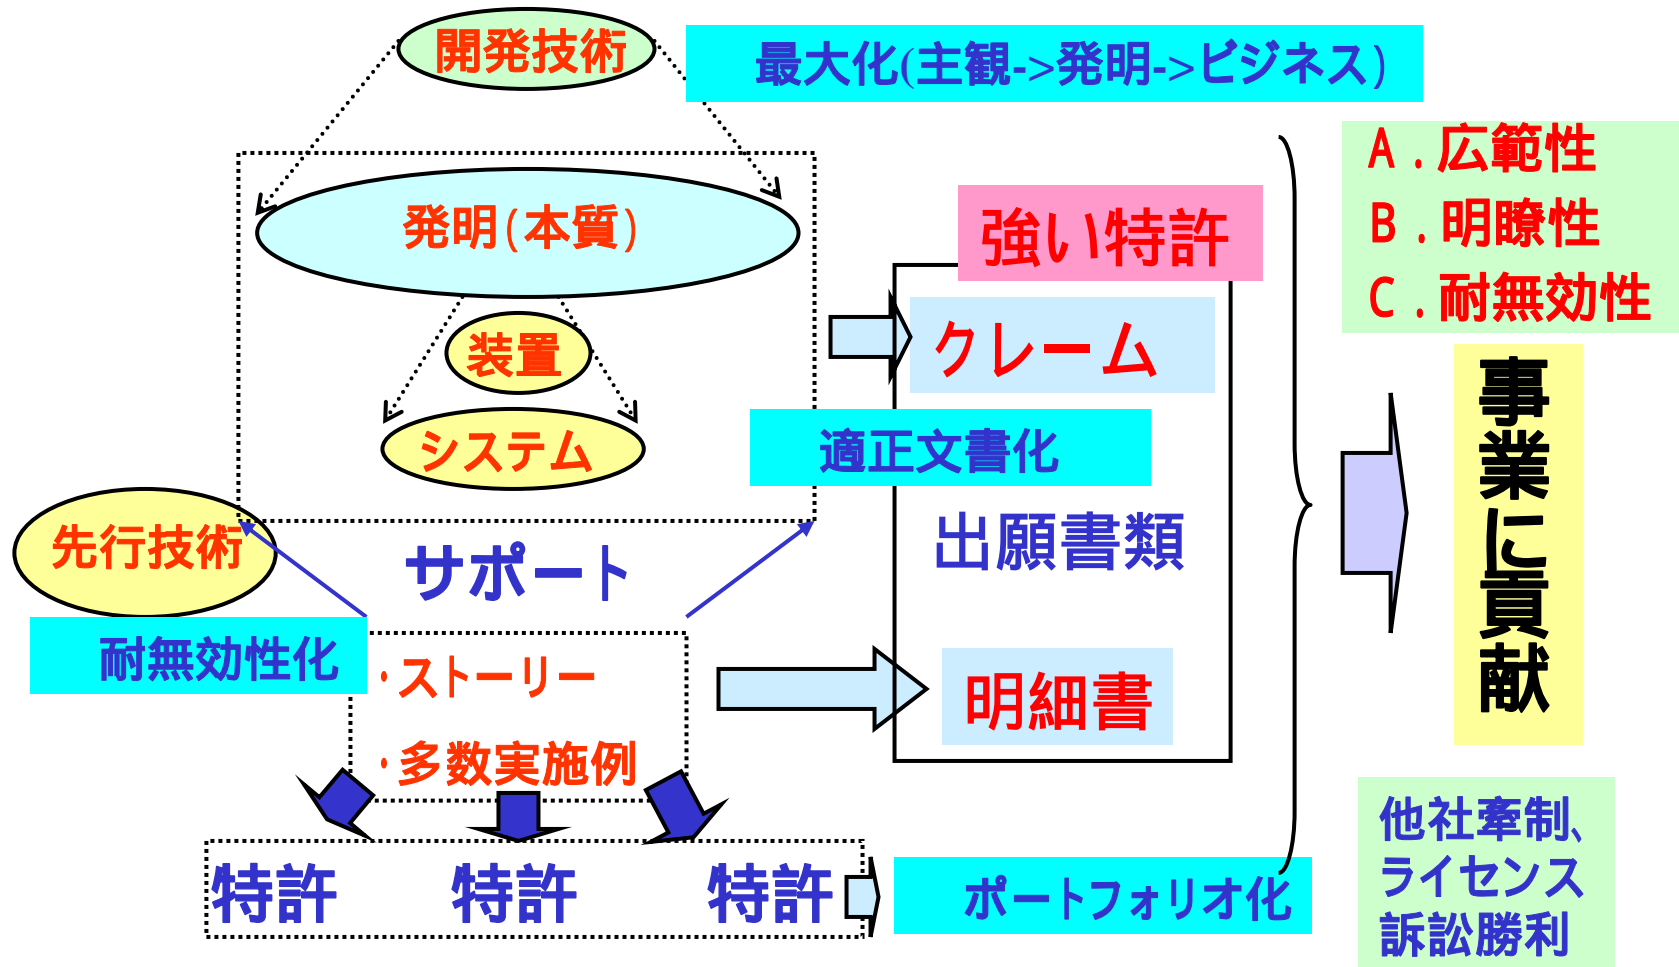 開発技術
最大化(主観->発明->ビジネス)
A．広範性
B．明瞭性
C．耐無効性
発明(本質)
強い特許
装置
クレーム
システム
適正文書化
先行技術
サポート
出願書類
事業に貢献
耐無効性化
・ストーリー
明細書
・多数実施例
他社牽制、
ライセンス
訴訟勝利
特許 特許 特許
ポートフォリオ化